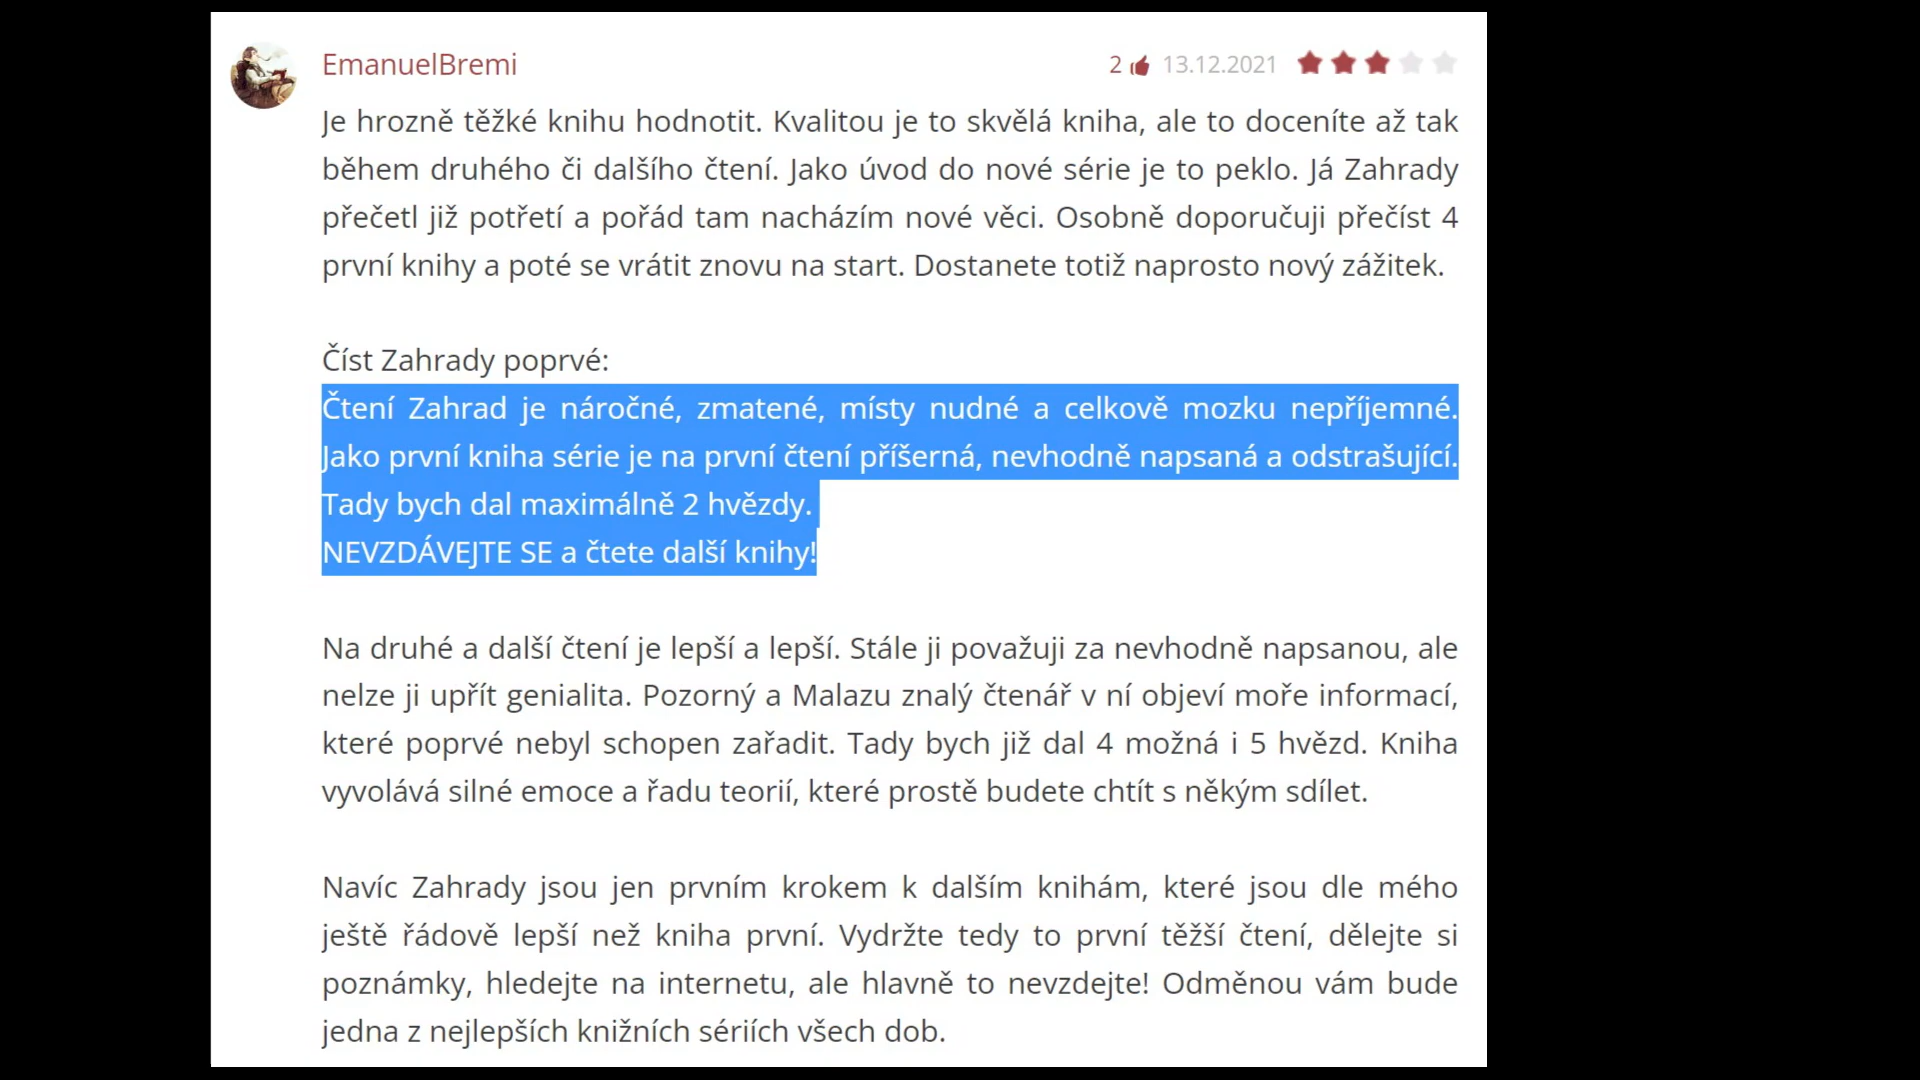 EmanuelBremi
2 13.12.2021
Je hrozně těžké knihu hodnotit. Kvalitou je to skvělá kniha, ale to doceníte až tak
během druhého či dalšího čtení. Jako úvod do nové série je to peklo. Já Zahrady
přečetl již potřetí a pořád tam nacházím nové věci. Osobně doporučuji přečíst 4
první knihy a poté se vrátit znovu na start. Dostanete totiž naprosto nový zážitek.
Číst Zahrady poprvé:
Čtení Zahrad je náročné, zmatené, místy nudné a celkově mozku nepříjemné.
Jako první kniha série je na první čtení příšerná, nevhodně napsaná a odstrašující.
Tady bych dal maximálně 2 hvězdy.
NEVZDÁVEJTE SE a čtete další knihy!
Na druhé a další čtení je lepší a lepší. Stále ji považuji za nevhodně napsanou, ale
nelze ji upřít genialita. Pozorný a Malazu znalý čtenář v ní objeví moře informací,
které poprvé nebyl schopen zařadit. Tady bych již dal 4 možná i 5 hvězd. Kniha
vyvolává silné emoce a řadu teorií, které prostě budete chtít s někým sdílet.
Navíc Zahrady jsou jen prvním krokem k dalším knihám, které jsou dle mého
ještě řádově lepší než kniha první. Vydržte tedy to první těžší čtení, dělejte si
poznámky, hledejte na internetu, ale hlavně to nevzdejte! Odměnou vám bude
jedna z nejlepších knižních sériích všech dob.